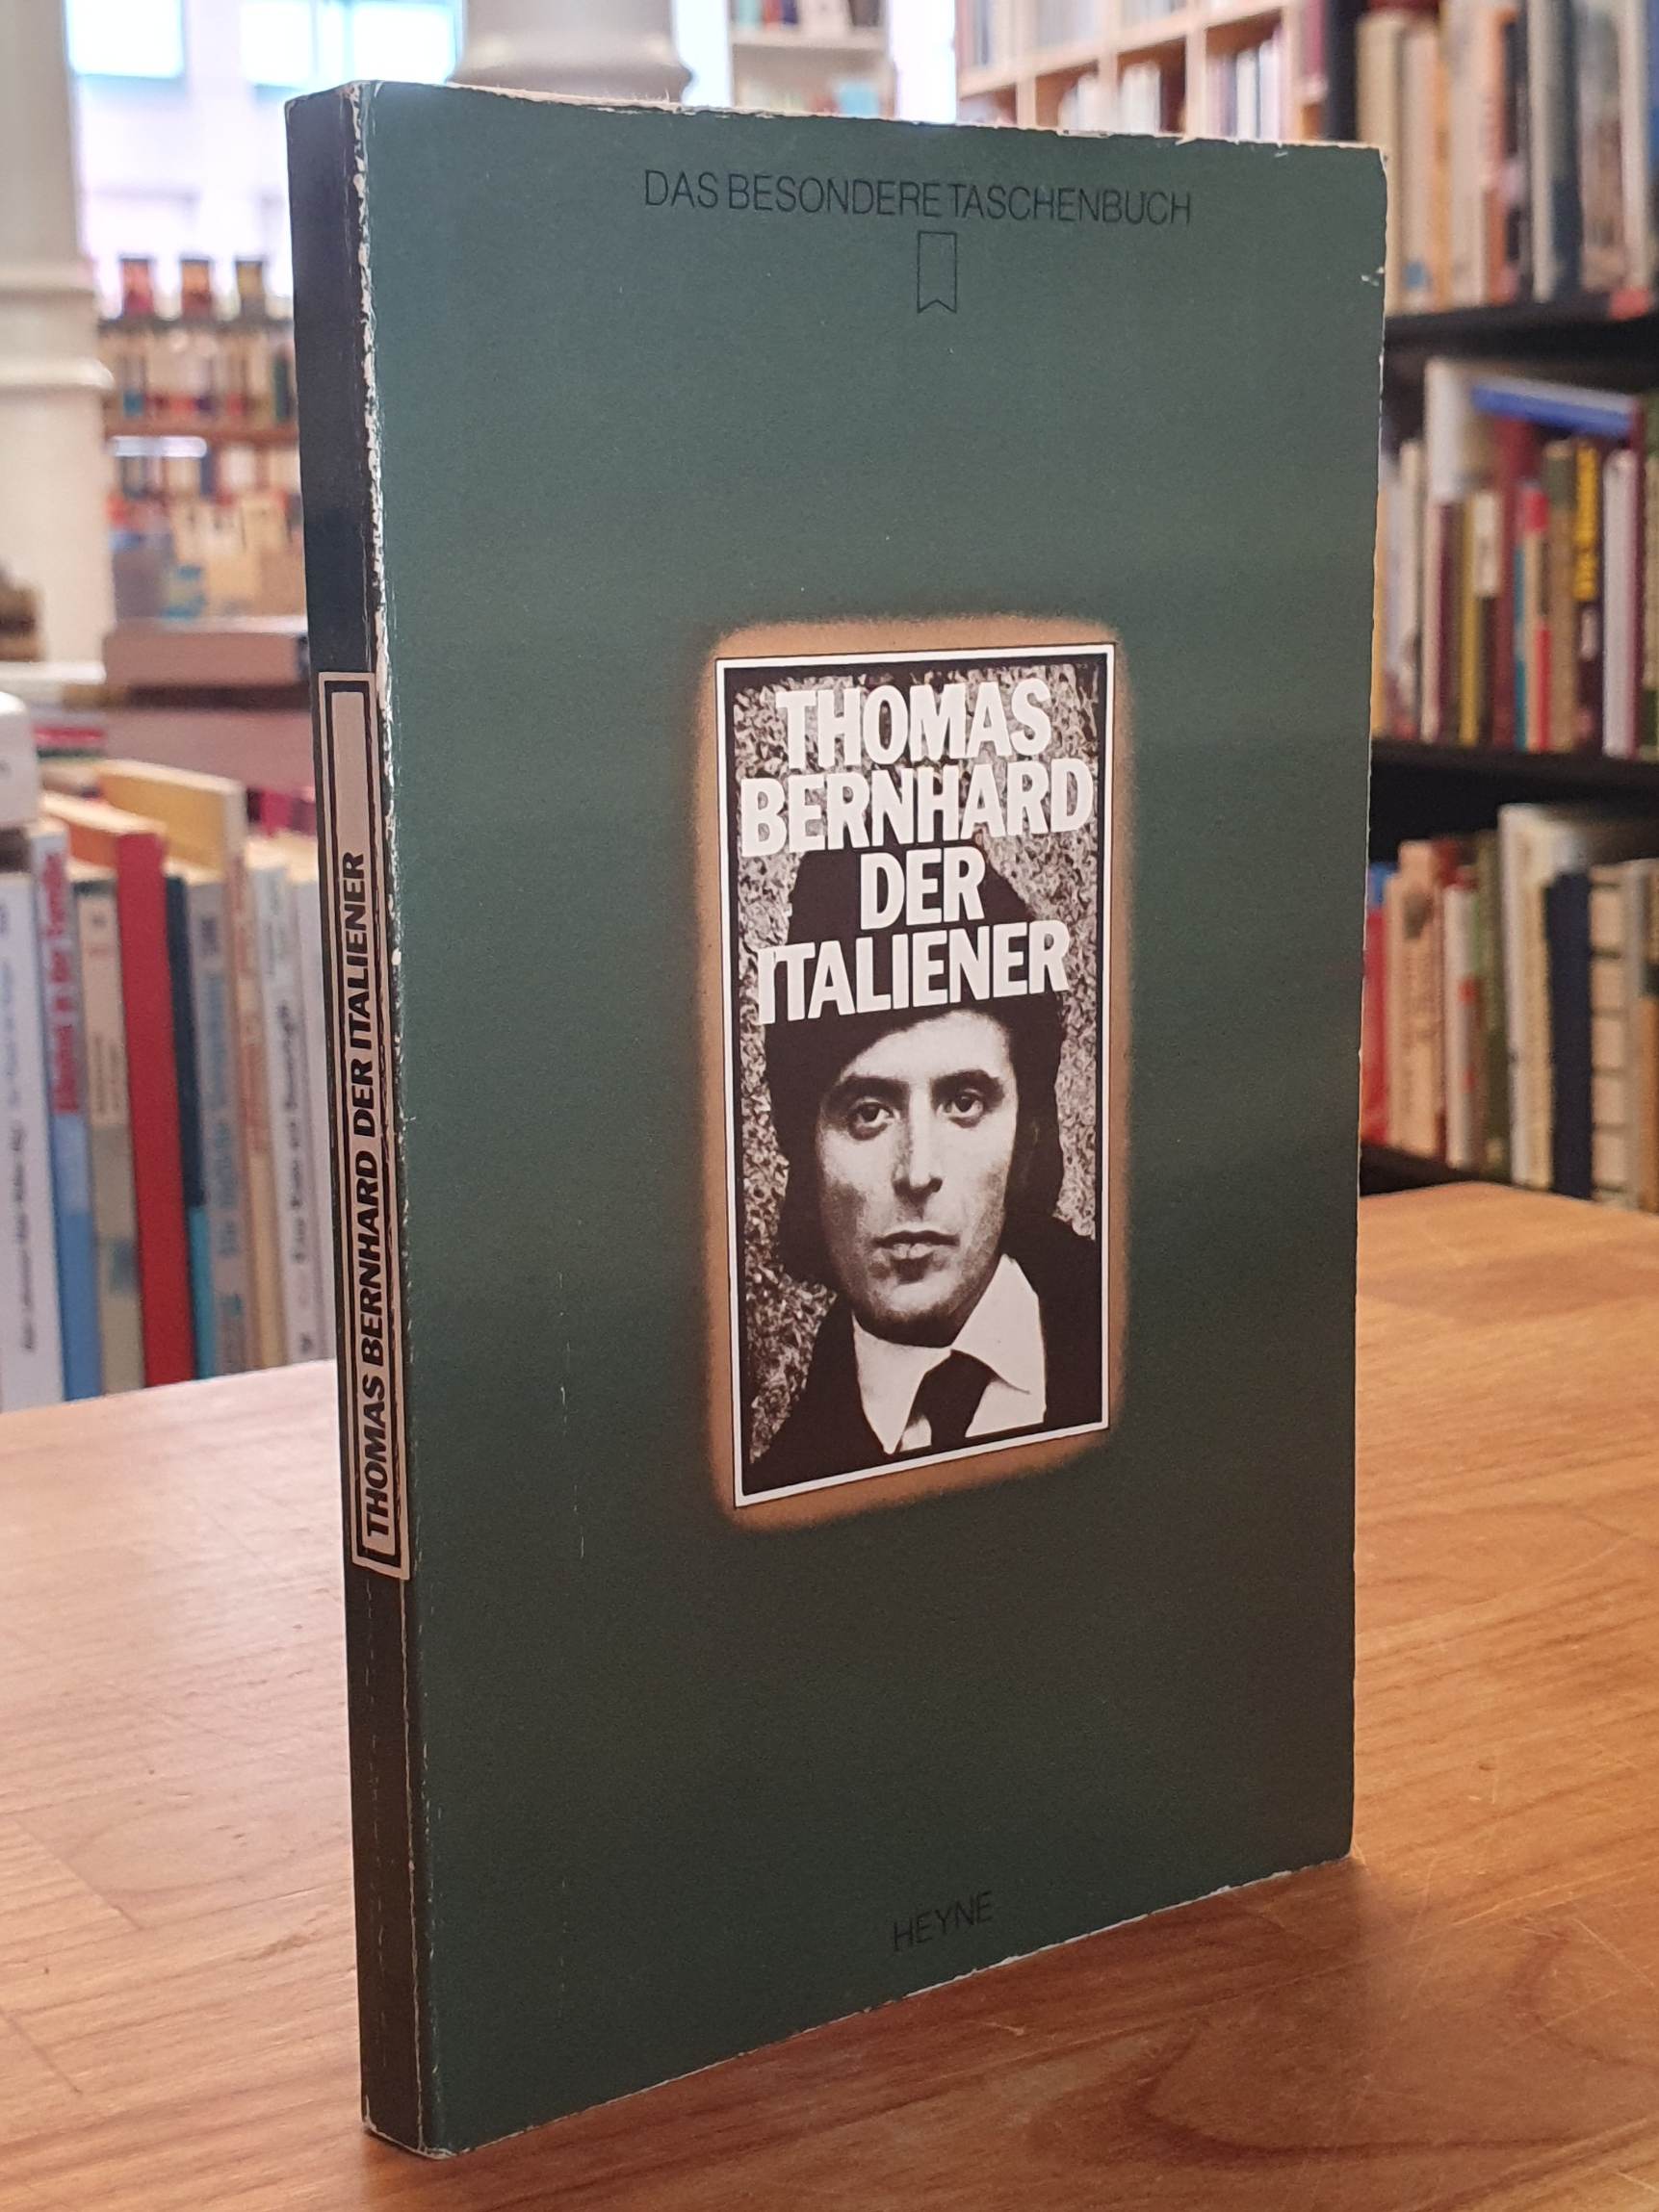 DAS BESONDERE TASCHENBUCH
THOMAS
BERNHARD
DER
ITALIENER
HEYNE
THOMAS BERNHARD DER ITALIENER